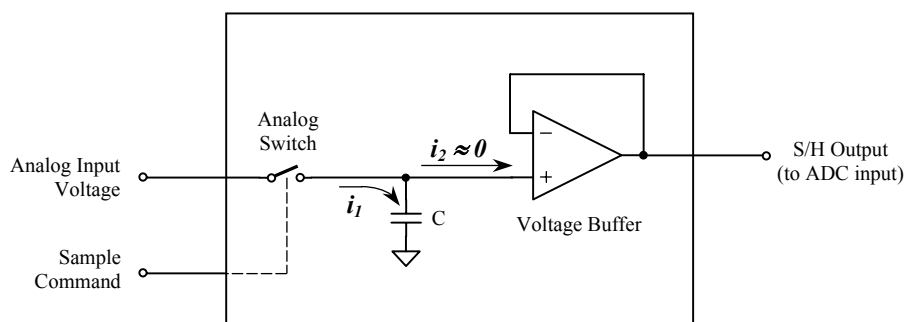 Analog
Switch
Analog Input
Voltage
Sample
Command
i1
i2 ≈ 0
C
−
+
Voltage Buffer
S/H Output
(to ADC input)